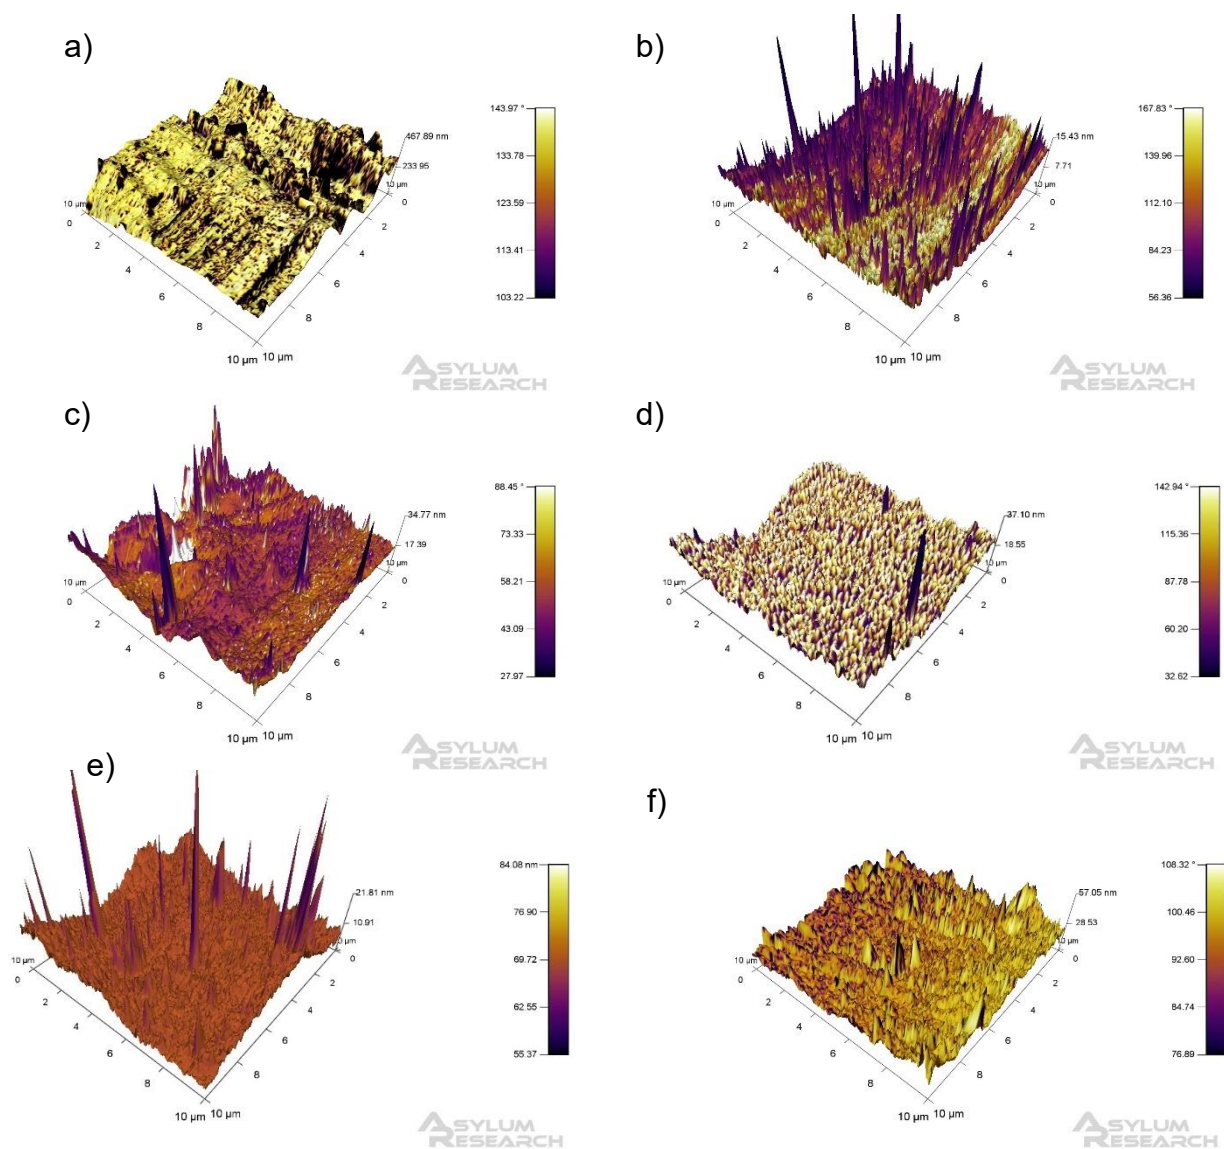 a)
143.97 °
133.78
123.59
113.41
103.22
467.89 nm
233.95
10 µm
0
2
4
6
8
10 µm
10 µm
0
2
4
6
8
10 µm
ASYLUM
RESEARCH
b)
167.83 °
139.96
112.10
84.23
56.36
15.43 nm
7.71
10 µm
0
2
4
6
8
10 µm
10 µm
0
2
4
6
8
10 µm
ASYLUM
RESEARCH
c)
88.45 °
73.33
58.21
43.09
27.97
34.77 nm
17.39
10 µm
0
2
4
6
8
10 µm
10 µm
0
2
4
6
8
10 µm
ASYLUM
RESEARCH
d)
142.94 °
115.36
87.78
60.20
32.62
37.10 nm
18.55
10 µm
0
2
4
6
8
10 µm
10 µm
0
2
4
6
8
10 µm
ASYLUM
RESEARCH
e)
84.08 nm
76.90
69.72
62.55
55.37
21.81 nm
10.91
10 µm
0
2
4
6
8
10 µm
10 µm
0
2
4
6
8
10 µm
ASYLUM
RESEARCH
f)
108.32 °
100.46
92.60
84.74
76.89
57.05 nm
28.53
10 µm
0
2
4
6
8
10 µm
10 µm
0
2
4
6
8
10 µm
ASYLUM
RESEARCH